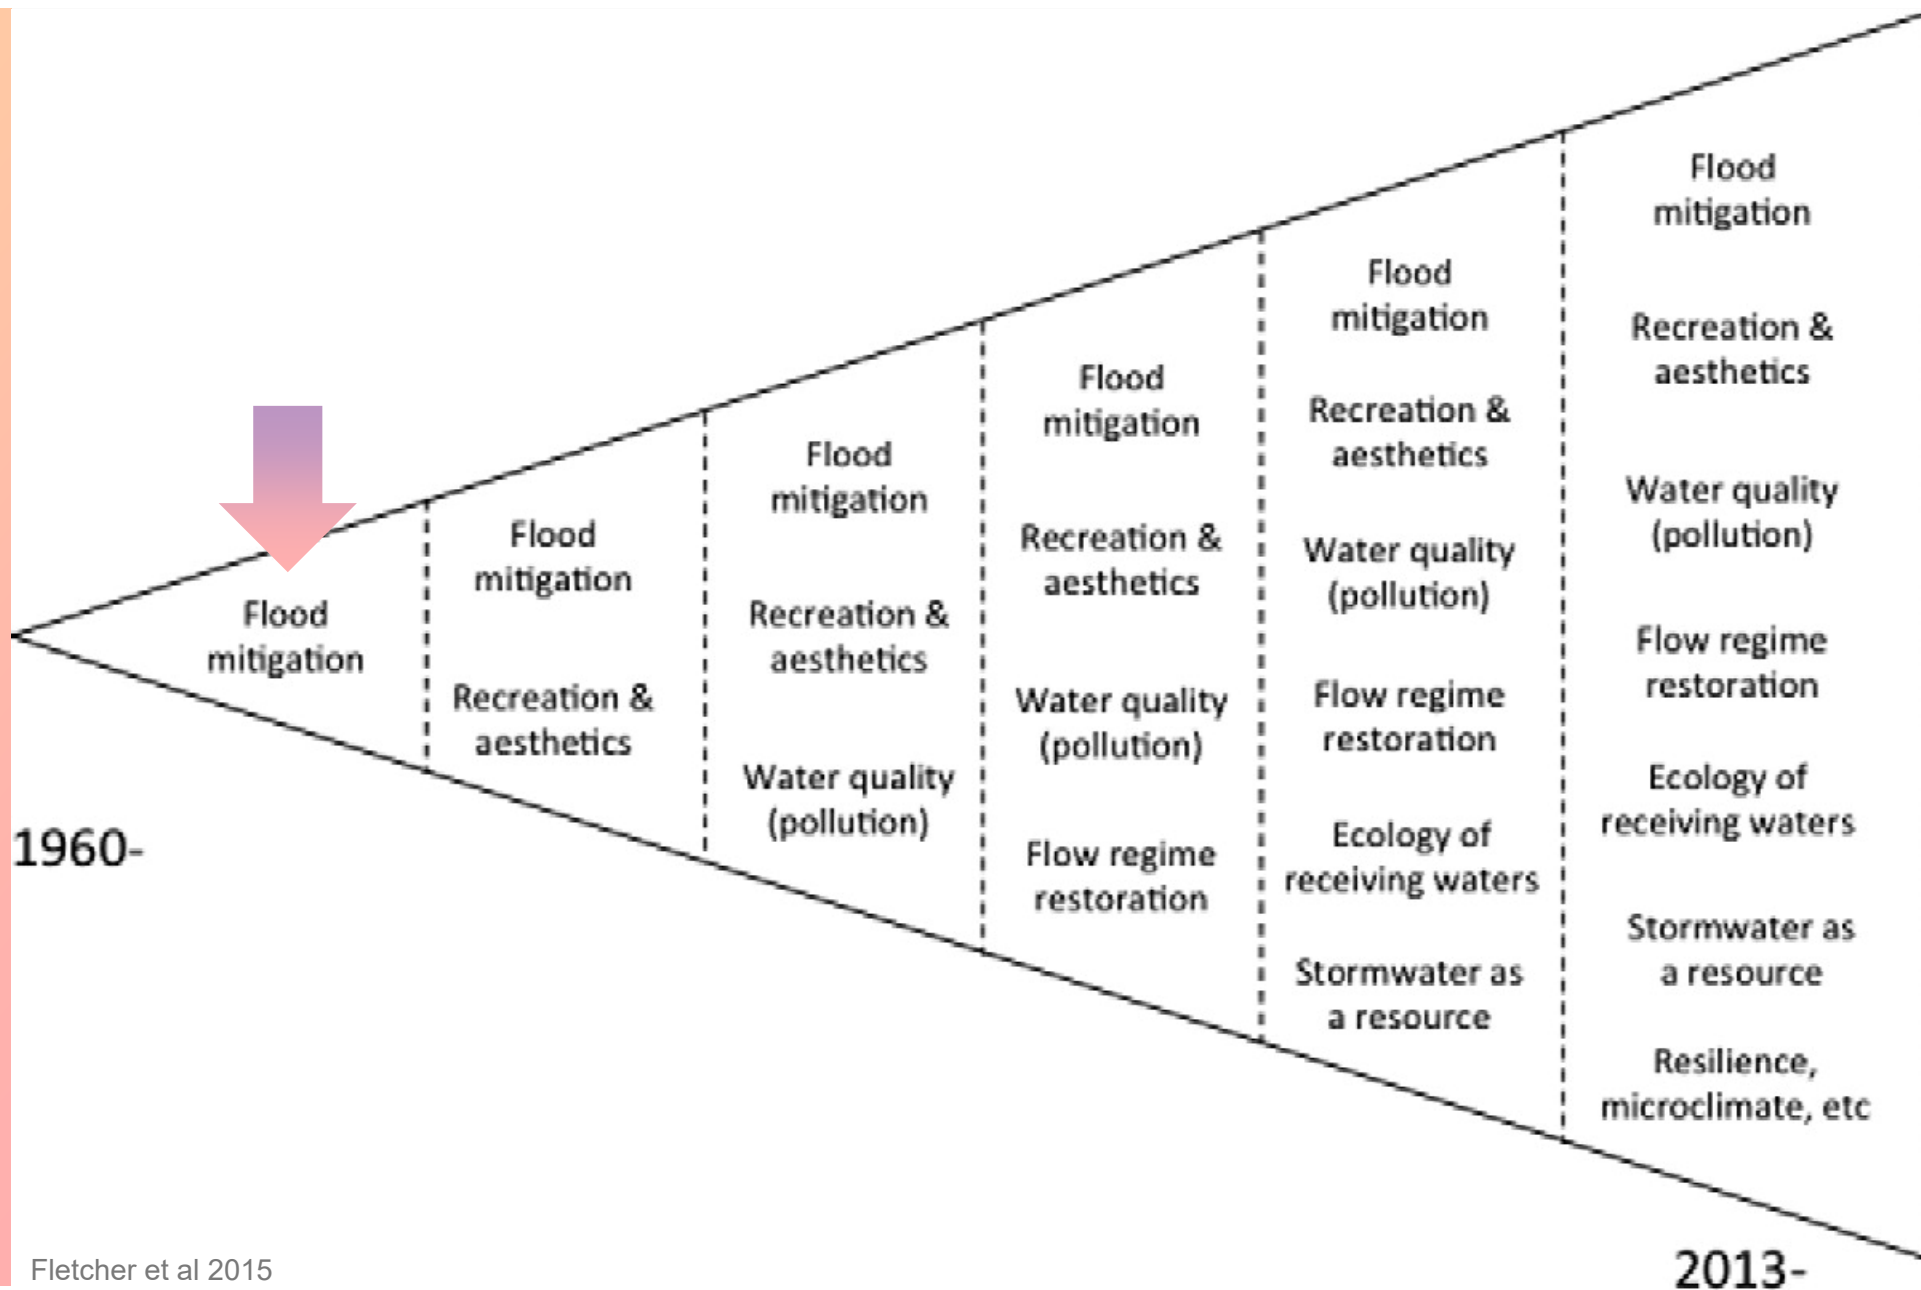 Flood
mitigation
Flood
mitigation
Recreation &
aesthetics
Flood
mitigation
Recreation &
aesthetics
Water quality
(pollution)
Flood
mitigation
Recreation &
aesthetics
Water quality
(pollution)
Flow regime
restoration
Flood
mitigation
Recreation &
aesthetics
Water quality
(pollution)
Flow regime
restoration
Ecology of
receiving waters
Stormwater as
a resource
Flood
mitigation
Recreation &
aesthetics
Water quality
(pollution)
Flow regime
restoration
Ecology of
receiving waters
Stormwater as
a resource
Resilience,
microclimate, etc
1960-
2013-
Fletcher et al 2015